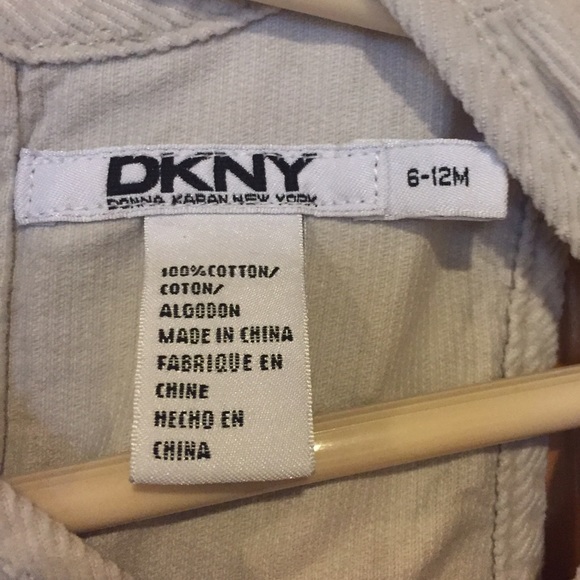 DKNY
DONNA KARAN NEW YORK
6-12M
100%COTTON/
COTON/
ALGODON
MADE IN CHINA
FABRIQUE EN
CHINE
HECHO EN
CHINA